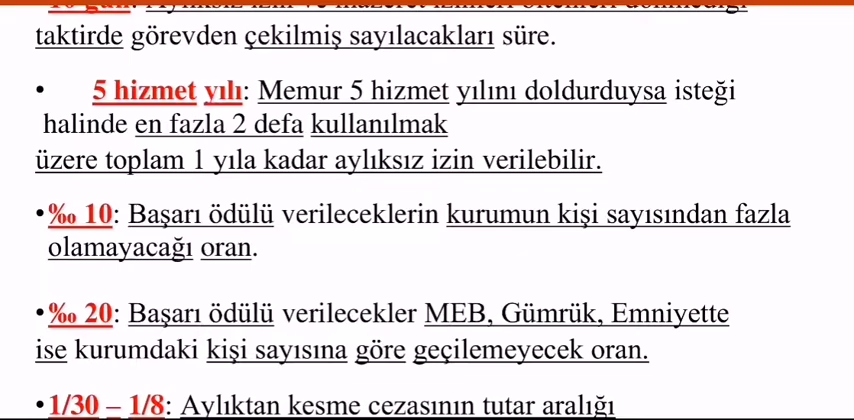 taktirde görevden çekilmiş sayılacakları süre.
• 5 hizmet yılı: Memur 5 hizmet yılını doldurduysa isteği
halinde en fazla 2 defa kullanılmak
üzere toplam 1 yıla kadar aylıksız izin verilebilir.
•‰ 10: Başarı ödülü verileceklerin kurumun kişi sayısından fazla
olamayacağı oran.
•‰ 20: Başarı ödülü verilecekler MEB, Gümrük, Emniyette
ise kurumdaki kişi sayısına göre geçilemeyecek oran.
•1/30 – 1/8: Aylıktan kesme cezasının tutar aralığı